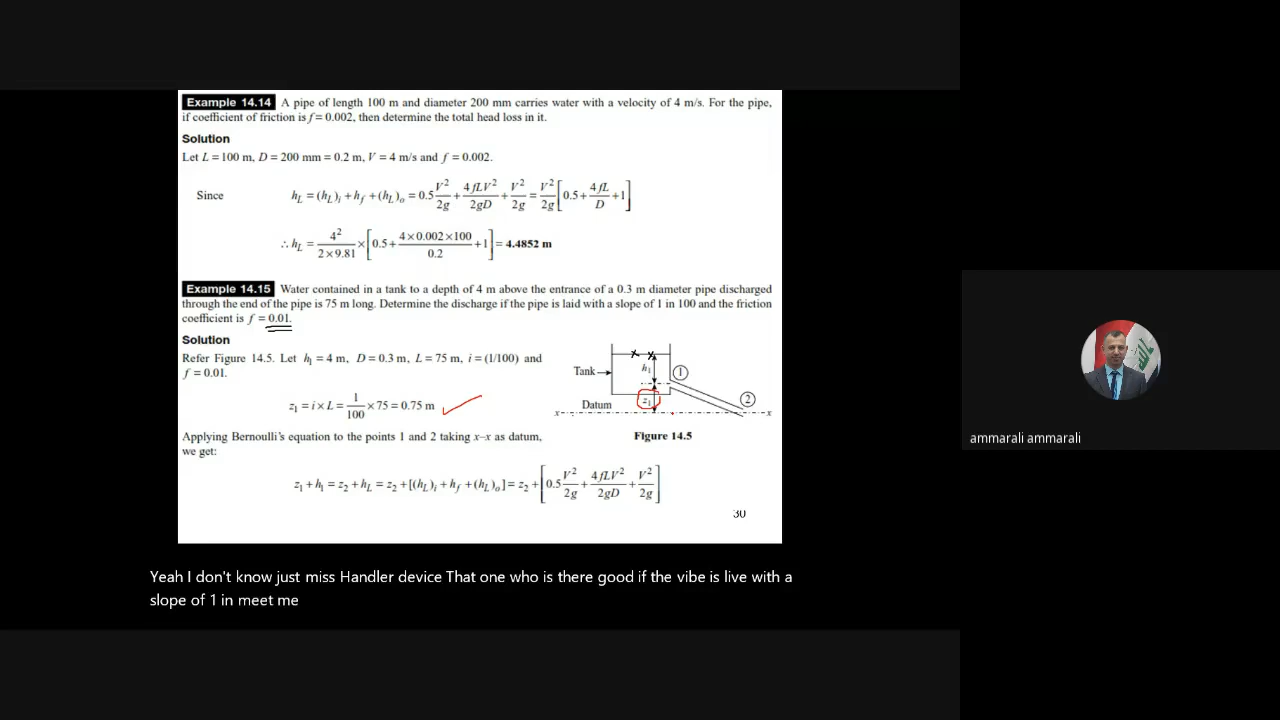 Example 14.14 A pipe of length 100 m and diameter 200 mm carries water with a velocity of 4 m/s. For the pipe,
if coefficient of friction is f = 0.002, then determine the total head loss in it.
Solution
Let L = 100 m, D = 200 mm = 0.2 m, V = 4 m/s and f = 0.002.
Since h_L = (h_L)_i + h_f + (h_L)_o = 0.5 V²/2g + 4fLV²/2gD + V²/2g = V²/2g [0.5 + 4fL/D + 1]
∴ h_L = 4²/(2×9.81) × [0.5 + (4×0.002×100)/0.2 + 1] = 4.4852 m
Example 14.15 Water contained in a tank to a depth of 4 m above the entrance of a 0.3 m diameter pipe discharged
through the end of the pipe is 75 m long. Determine the discharge if the pipe is laid with a slope of 1 in 100 and the friction
coefficient is f = 0.01.
Solution
Refer Figure 14.5. Let h₁ = 4 m, D = 0.3 m, L = 75 m, i = (1/100) and
f = 0.01.
z₁ = i × L = 1/100 × 75 = 0.75 m
Applying Bernoulli's equation to the points 1 and 2 taking x–x as datum,
we get:
Tank
h₁
1
z₁
2
Datum
x
x
Figure 14.5
z₁ + h₁ = z₂ + h_L = z₂ + [(h_L)_i + h_f + (h_L)_o] = z₂ + [0.5 V²/2g + 4fLV²/2gD + V²/2g]
30
Yeah I don't know just miss Handler device That one who is there good if the vibe is live with a
slope of 1 in meet me
ammarali ammarali